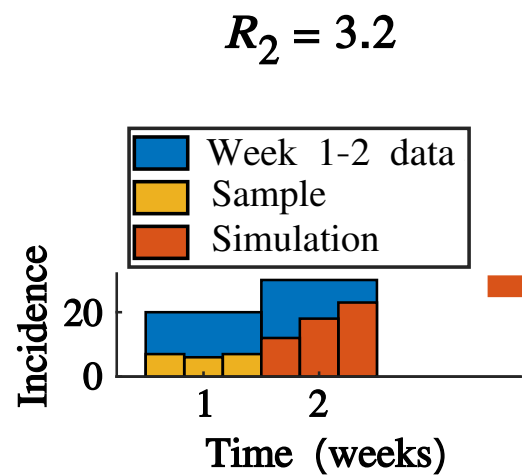 R₂ = 3.2
Week 1-2 data
Sample
Simulation
Incidence
20
0
1 2
Time (weeks)